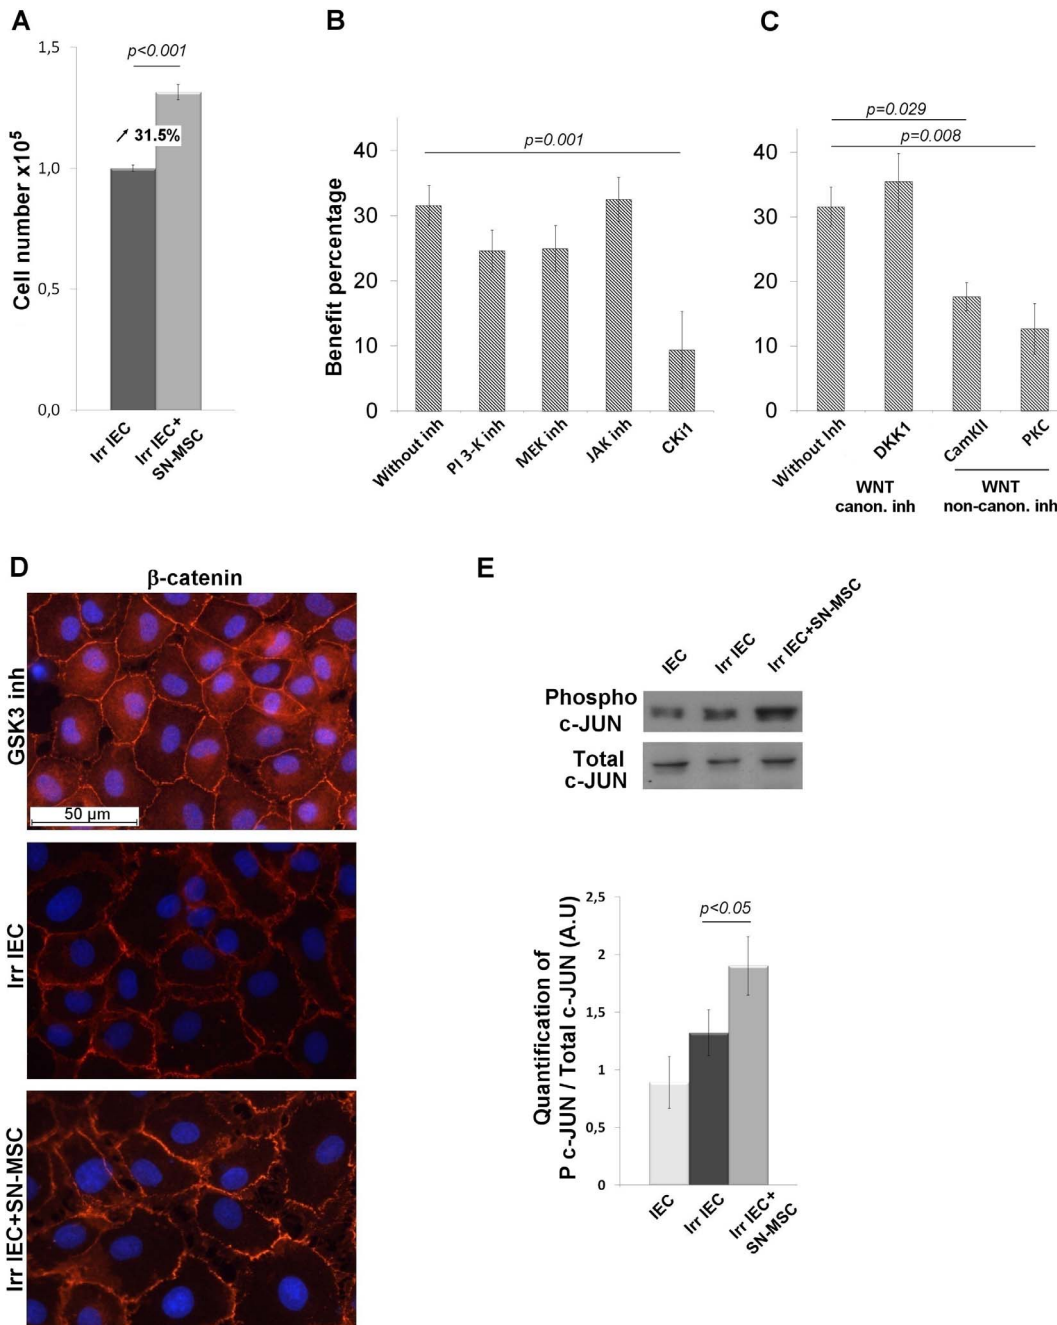 A
1,5
1,0
0,5
0,0
Cell number x10⁵
p<0.001
↗ 31.5%
Irr IEC
Irr IEC+
SN-MSC
B
Benefit percentage
40
30
20
10
0
p=0.001
Without inh
PI 3-K inh
MEK inh
JAK inh
CKi1
C
p=0.029
p=0.008
40
30
20
10
0
Without Inh
DKK1
CamKII
PKC
WNT
canon. inh
WNT
non-canon. inh
D
β-catenin
GSK3 inh
50 µm
Irr IEC
Irr IEC+SN-MSC
E
IEC
Irr IEC
Irr IEC+SN-MSC
Phospho
c-JUN
Total
c-JUN
Quantification of
P c-JUN / Total c-JUN (A.U)
2,5
2
1,5
1
0,5
0
p<0.05
IEC
Irr IEC
Irr IEC+
SN-MSC